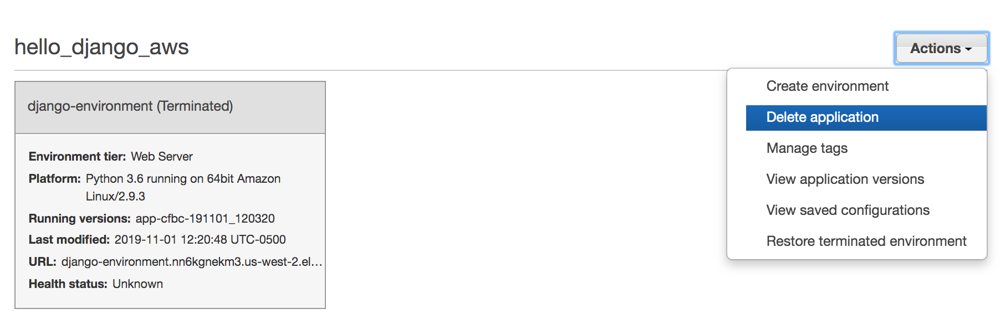 hello_django_aws
Actions
django-environment (Terminated)
Environment tier: Web Server
Platform: Python 3.6 running on 64bit Amazon
Linux/2.9.3
Running versions: app-cfbc-191101_120320
Last modified: 2019-11-01 12:20:48 UTC-0500
URL: django-environment.nn6kgnekm3.us-west-2.el...
Health status: Unknown
Create environment
Delete application
Manage tags
View application versions
View saved configurations
Restore terminated environment